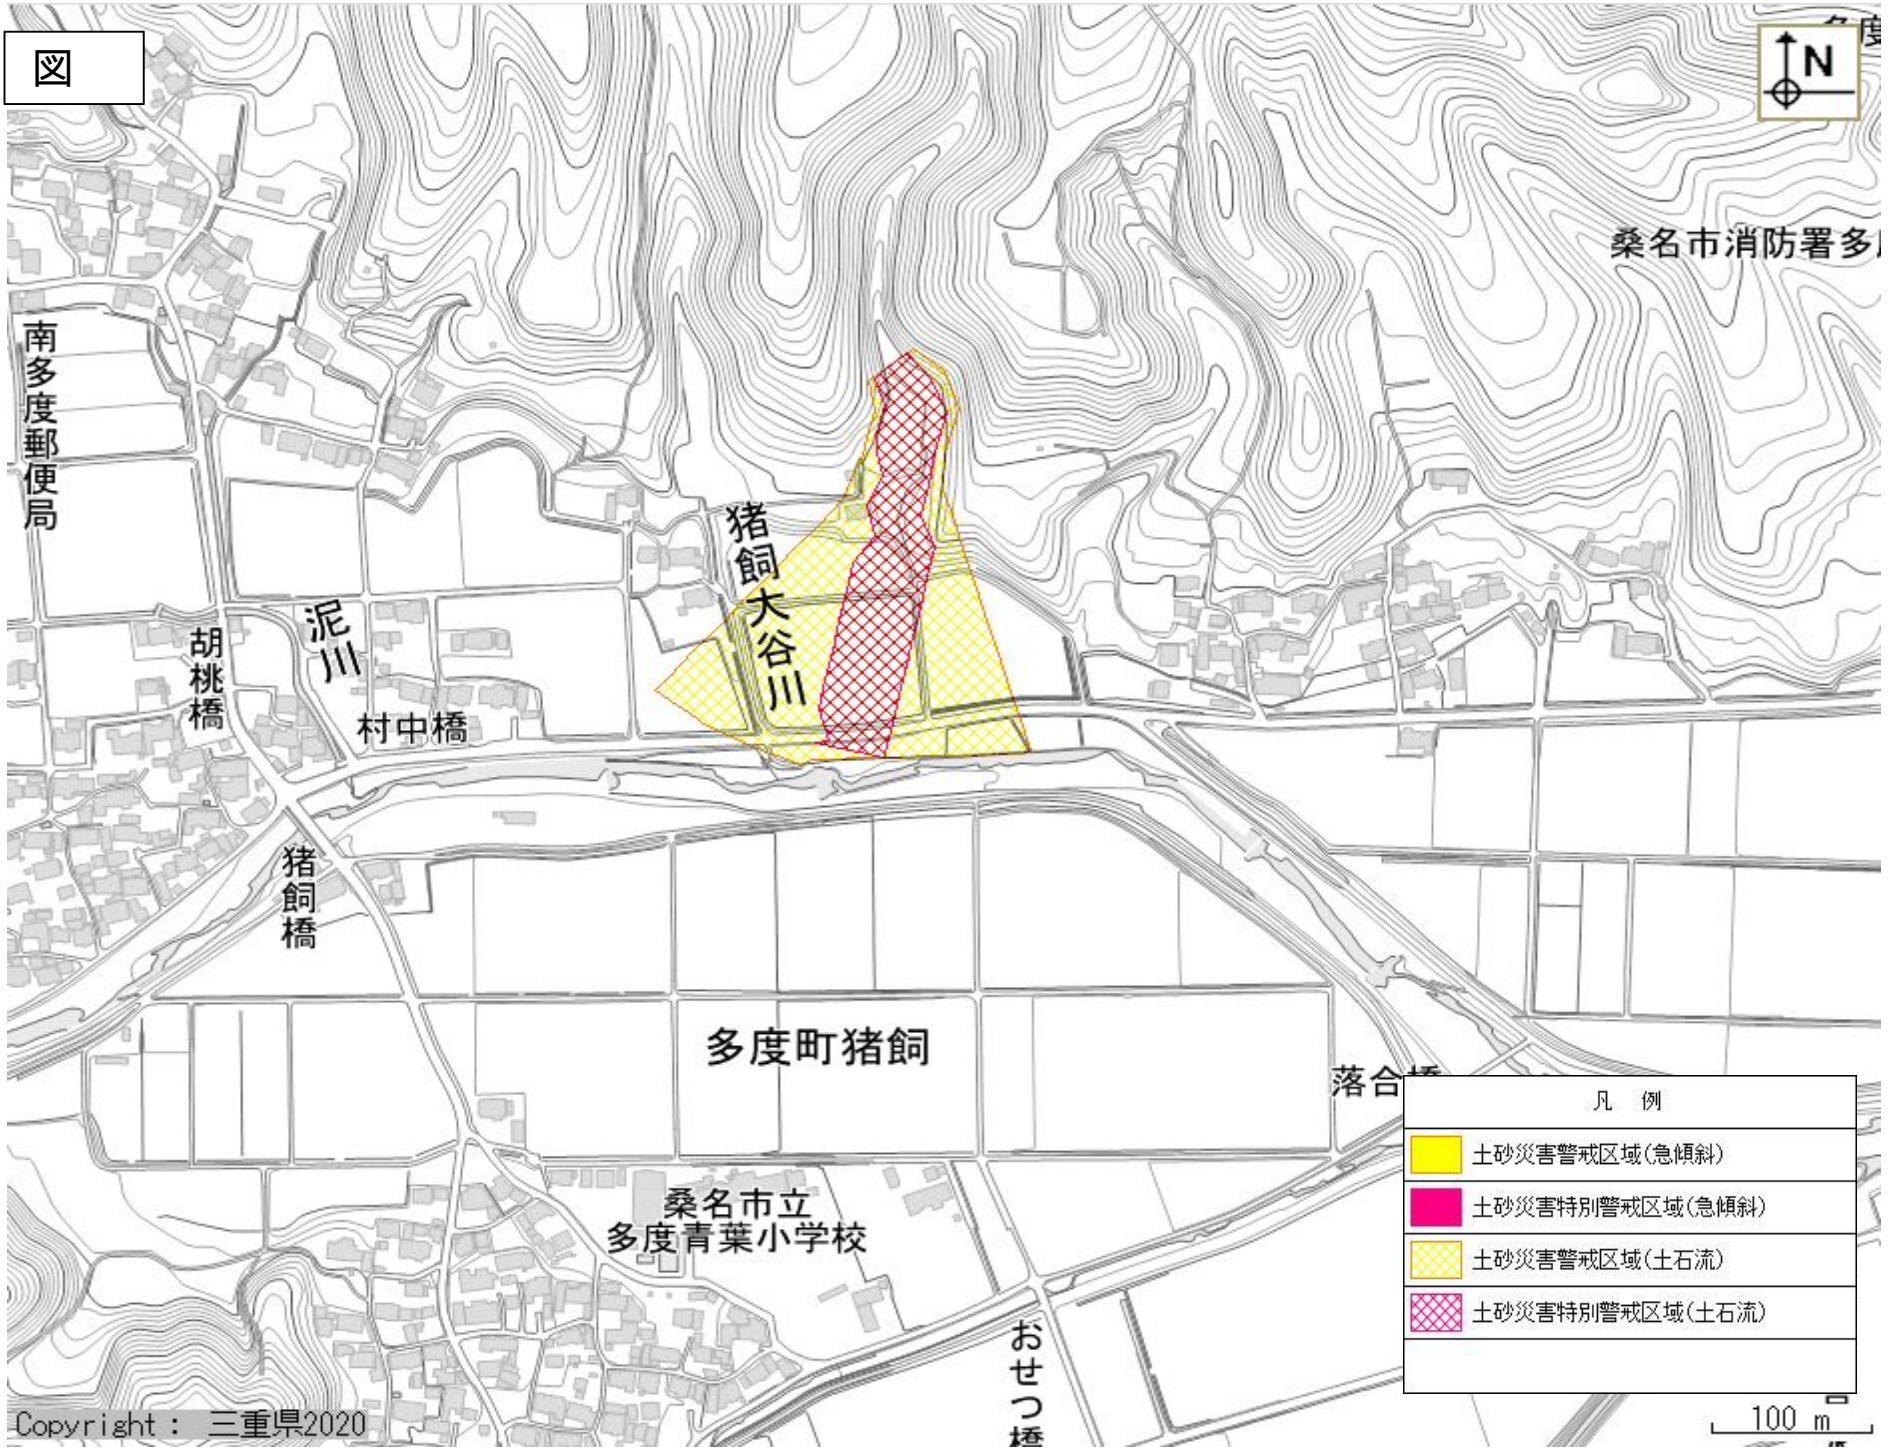 図
多度
N
桑名市消防署多度
南多度郵便局
猪飼大谷川
泥川
胡桃橋
村中橋
猪飼橋
多度町猪飼
落合橋
凡 例
土砂災害警戒区域(急傾斜)
土砂災害特別警戒区域(急傾斜)
土砂災害警戒区域(土石流)
土砂災害特別警戒区域(土石流)
桑名市立
多度青葉小学校
おせつ橋
100 m
Copyright : 三重県2020